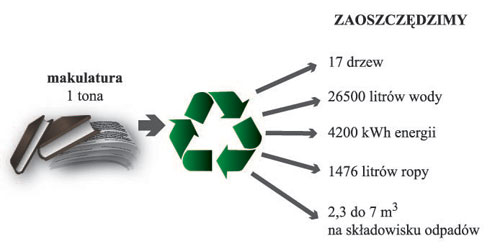 ZAOSZCZĘDZIMY
makulatura
1 tona
17 drzew
26500 litrów wody
4200 kWh energii
1476 litrów ropy
2,3 do 7 m³
na składowisku odpadów